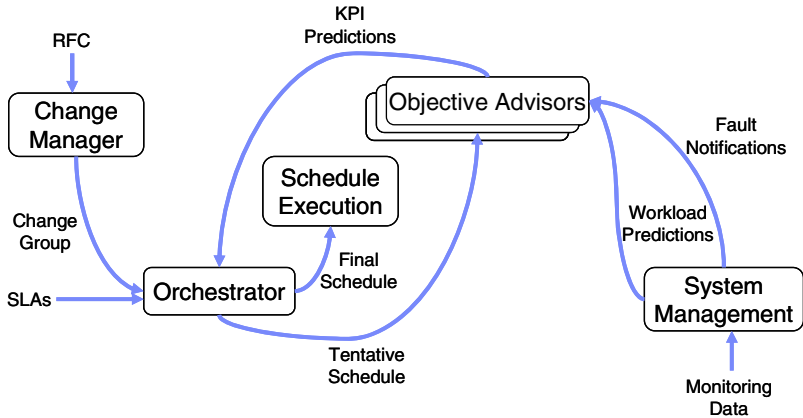 KPI
Predictions
RFC
Change
Manager
Objective Advisors
Fault
Notifications
Schedule
Execution
Workload
Predictions
Change
Group
Final
Schedule
SLAs
Orchestrator
System
Management
Tentative
Schedule
Monitoring
Data